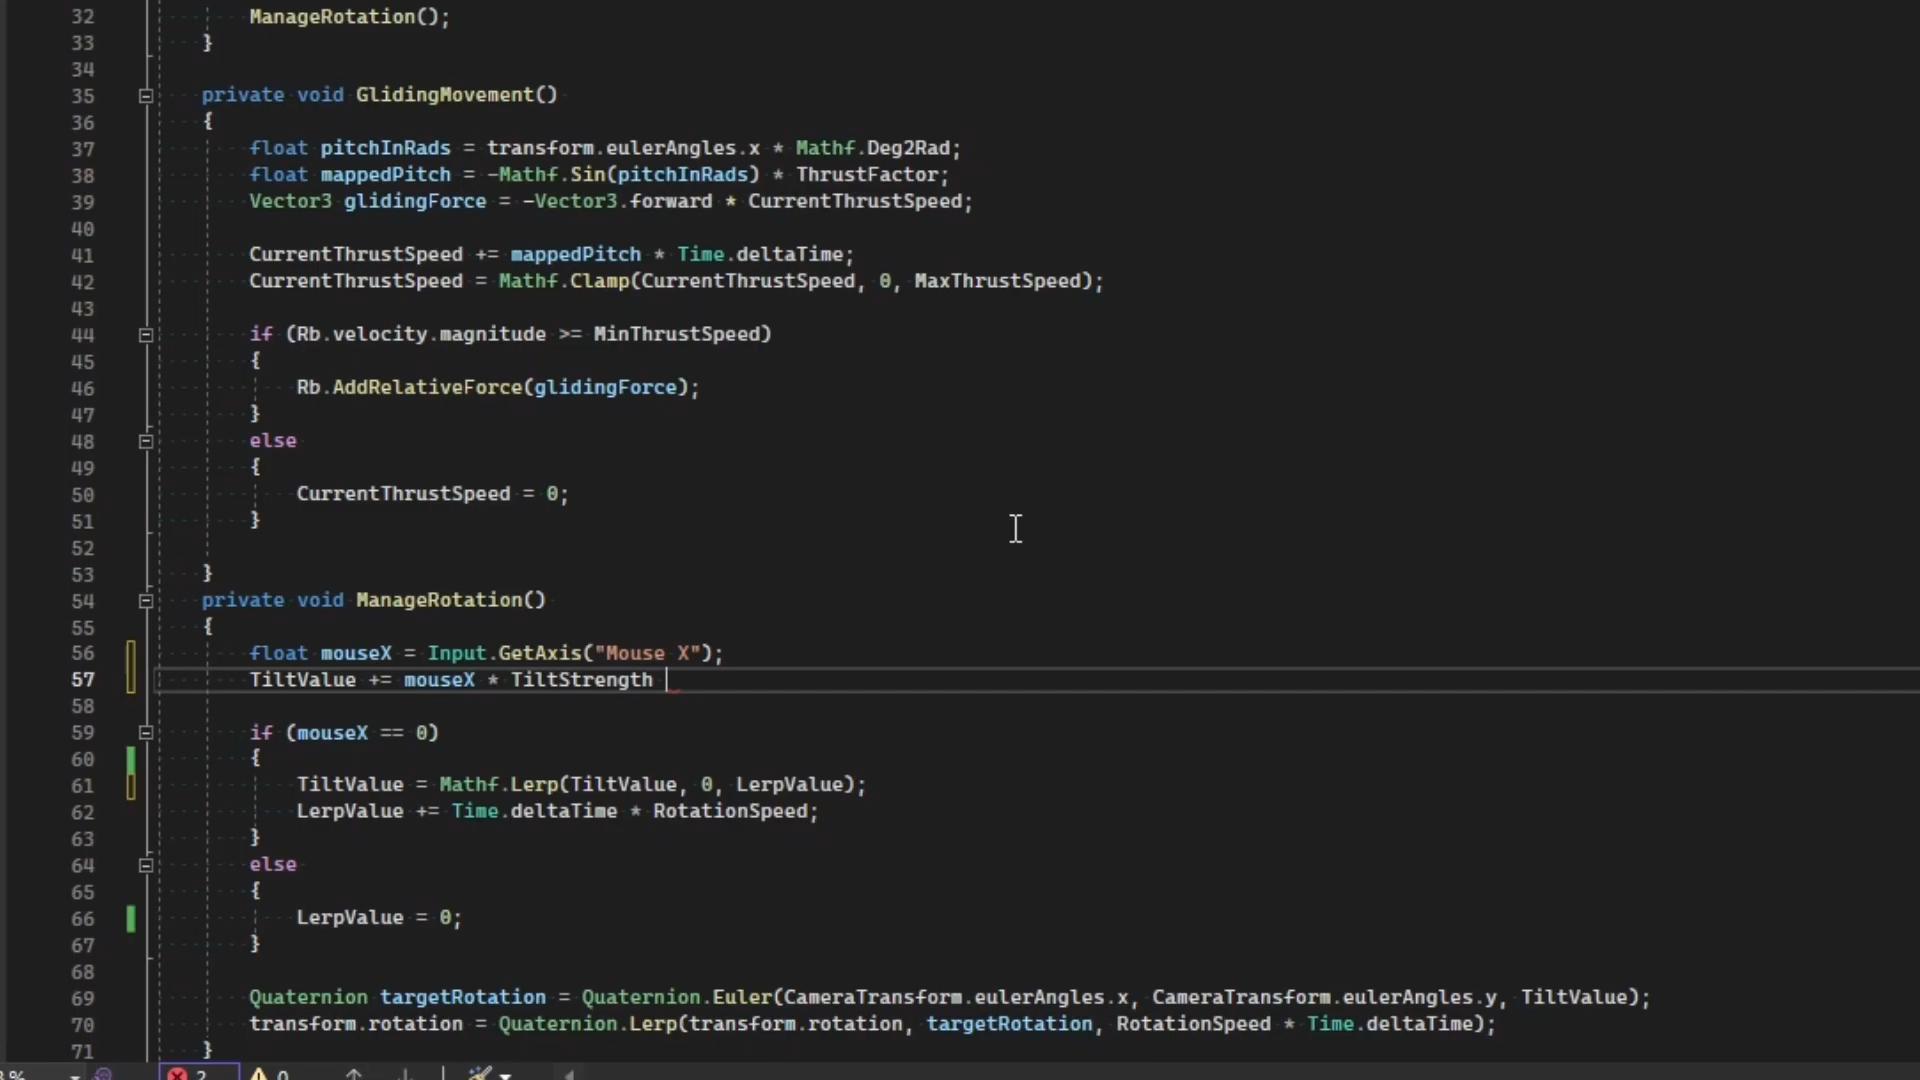 32 ManageRotation();
33 }
34
35 private void GlidingMovement()
36 {
37 float pitchInRads = transform.eulerAngles.x * Mathf.Deg2Rad;
38 float mappedPitch = -Mathf.Sin(pitchInRads) * ThrustFactor;
39 Vector3 glidingForce = -Vector3.forward * CurrentThrustSpeed;
40
41 CurrentThrustSpeed += mappedPitch * Time.deltaTime;
42 CurrentThrustSpeed = Mathf.Clamp(CurrentThrustSpeed, 0, MaxThrustSpeed);
43
44 if (Rb.velocity.magnitude >= MinThrustSpeed)
45 {
46 Rb.AddRelativeForce(glidingForce);
47 }
48 else
49 {
50 CurrentThrustSpeed = 0;
51 }
52
53 }
54 private void ManageRotation()
55 {
56 float mouseX = Input.GetAxis("Mouse X");
57 TiltValue += mouseX * TiltStrength
58
59 if (mouseX == 0)
60 {
61 TiltValue = Mathf.Lerp(TiltValue, 0, LerpValue);
62 LerpValue += Time.deltaTime * RotationSpeed;
63 }
64 else
65 {
66 LerpValue = 0;
67 }
68
69 Quaternion targetRotation = Quaternion.Euler(CameraTransform.eulerAngles.x, CameraTransform.eulerAngles.y, TiltValue);
70 transform.rotation = Quaternion.Lerp(transform.rotation, targetRotation, RotationSpeed * Time.deltaTime);
71 }
% 2 0